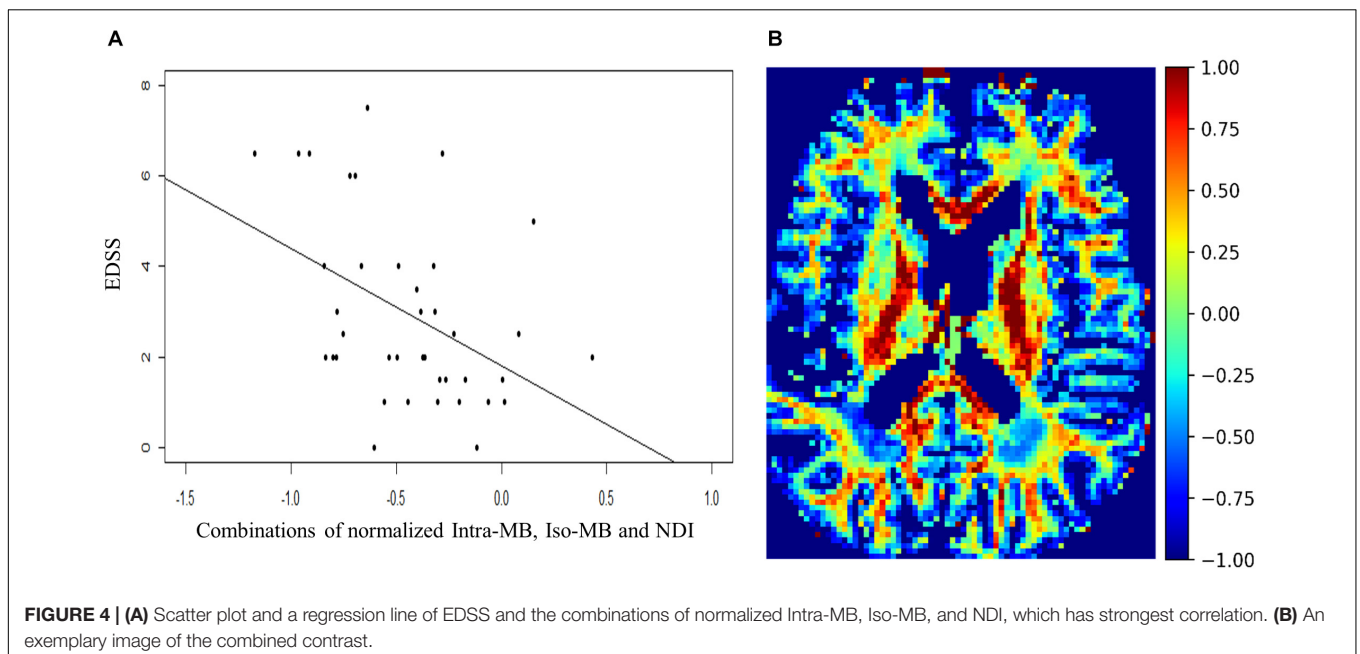 A
B
EDSS
8
6
4
2
0
-1.5 -1.0 -0.5 0.0 0.5 1.0
Combinations of normalized Intra-MB, Iso-MB and NDI
1.00
0.75
0.50
0.25
0.00
−0.25
−0.50
−0.75
−1.00
FIGURE 4 | (A) Scatter plot and a regression line of EDSS and the combinations of normalized Intra-MB, Iso-MB, and NDI, which has strongest correlation. (B) An
exemplary image of the combined contrast.